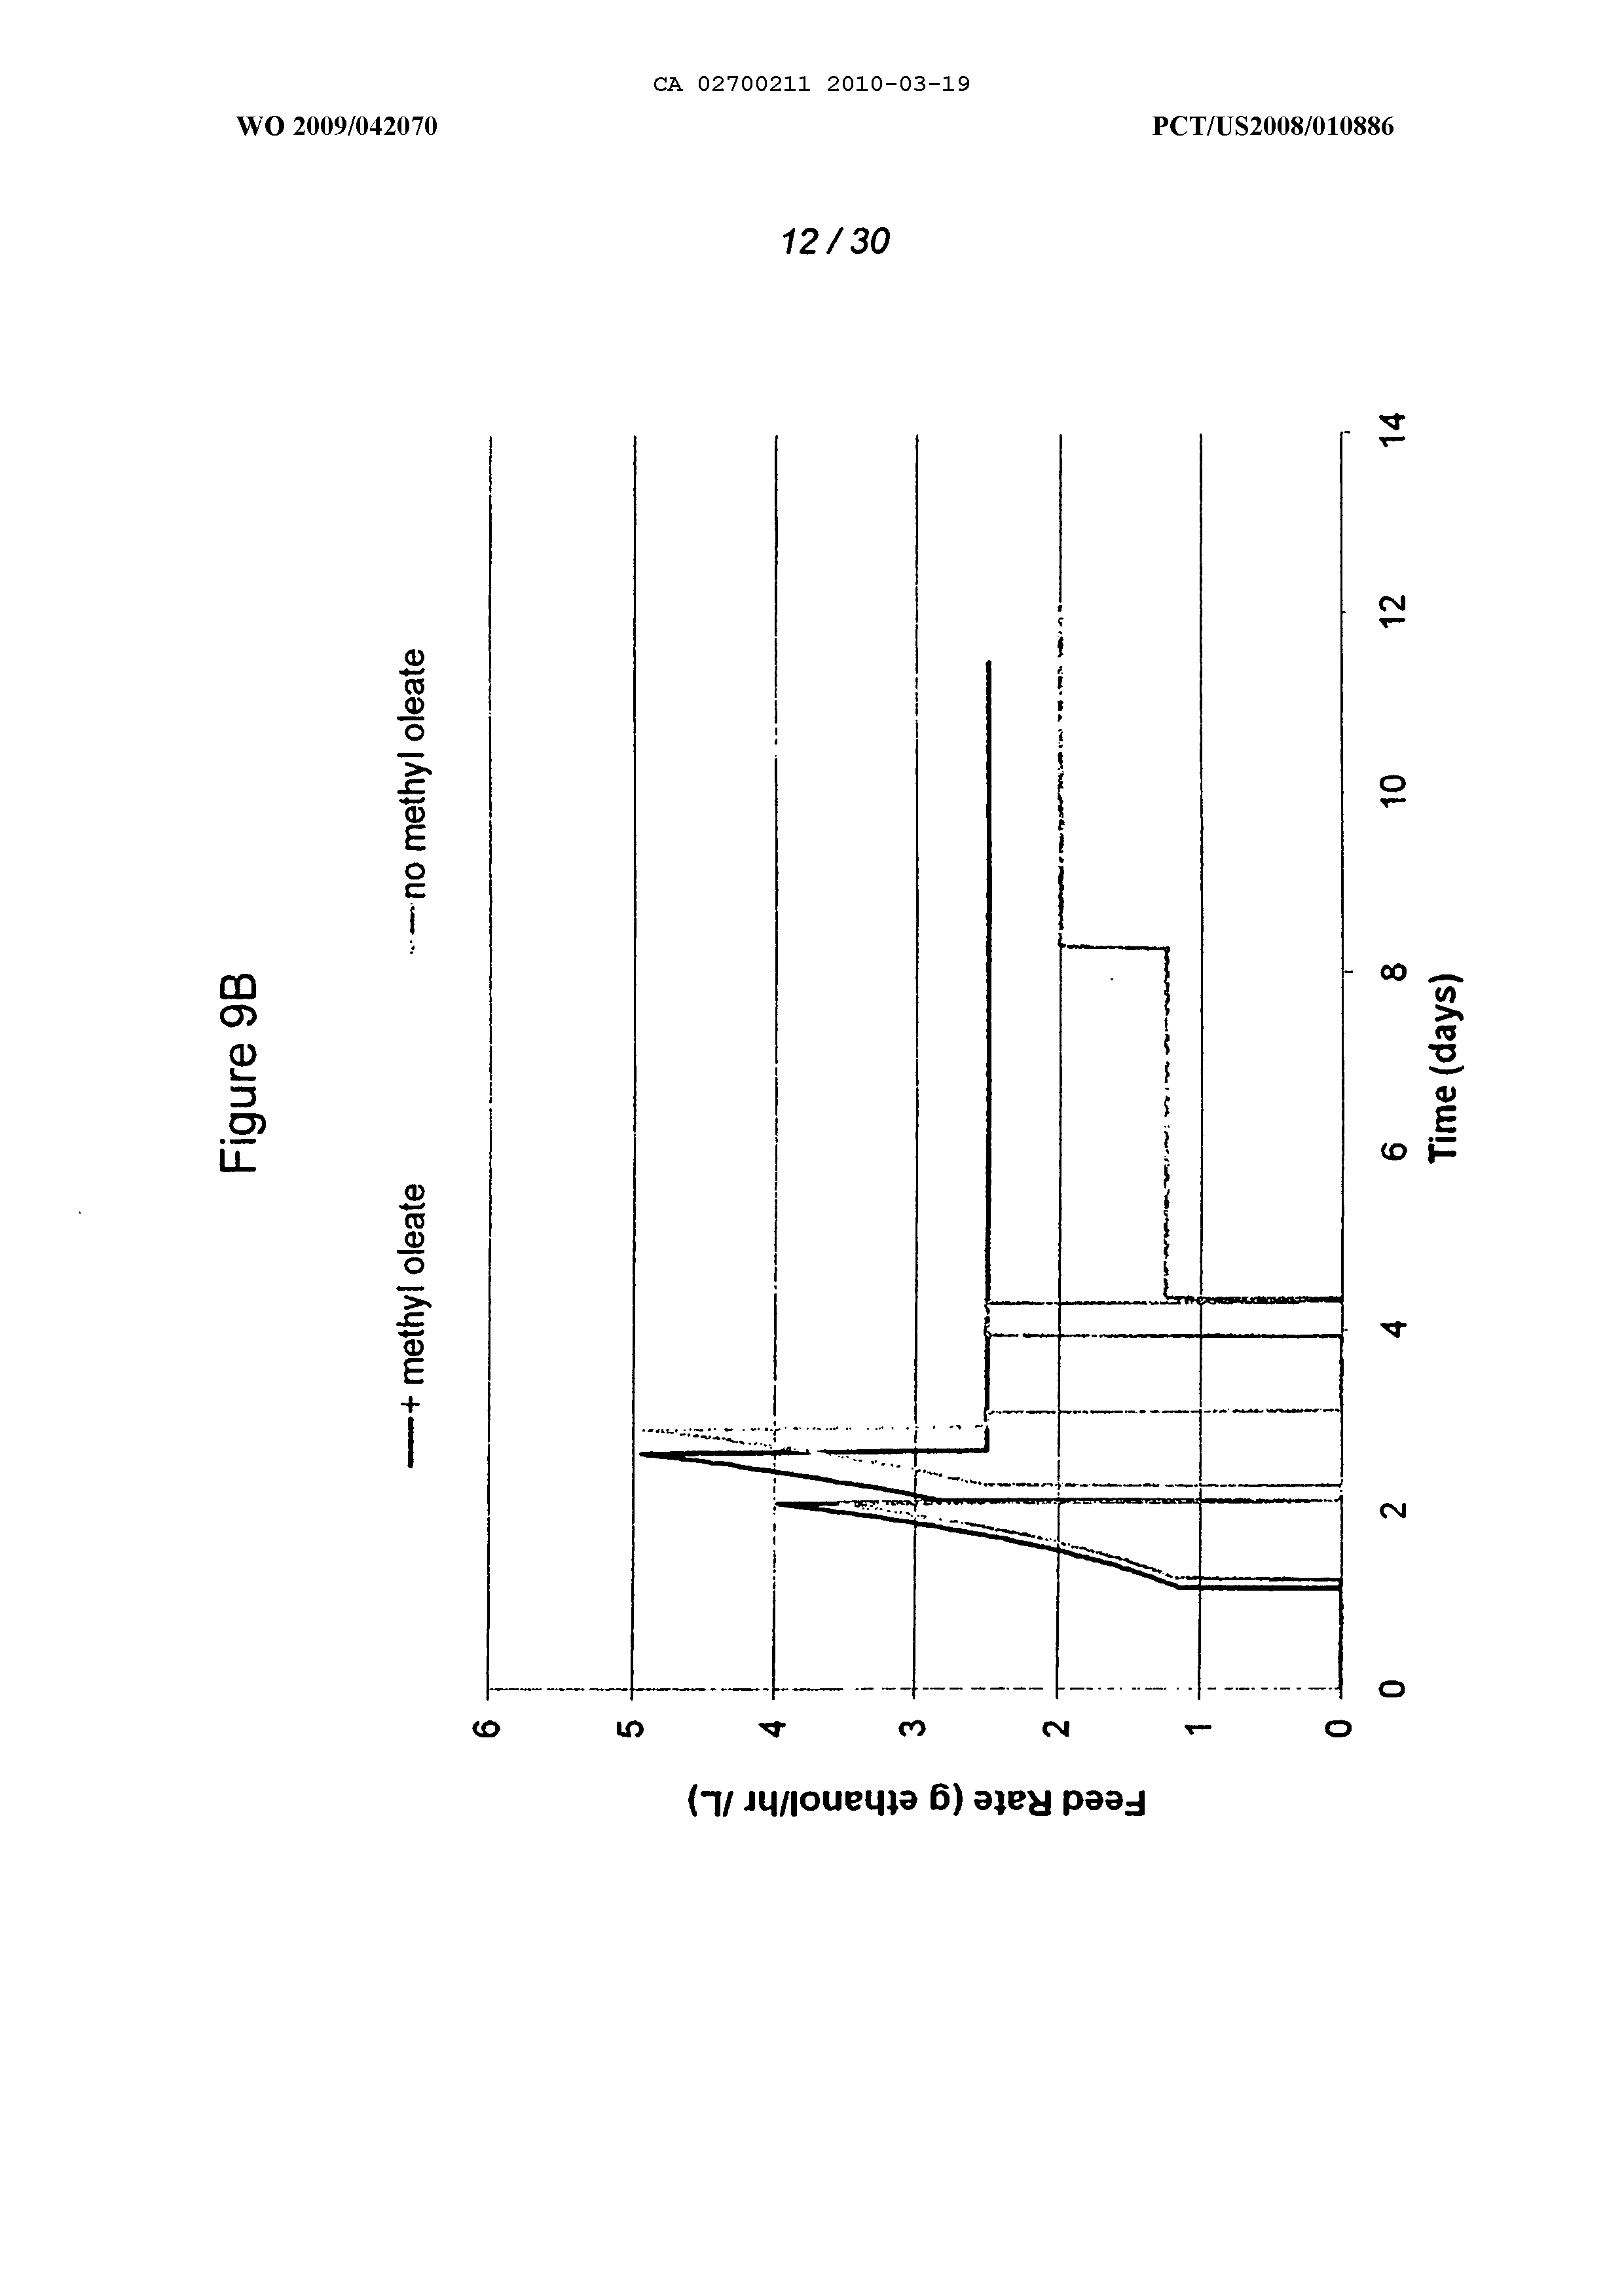 CA 02700211 2010-03-19
WO 2009/042070 PCT/US2008/010886
12/30
Figure 9B
+ methyl oleate no methyl oleate
Feed Rate (g ethanol/hr /L)
6
5
4
3
2
1
0
0 2 4 6 8 10 12 14
Time (days)